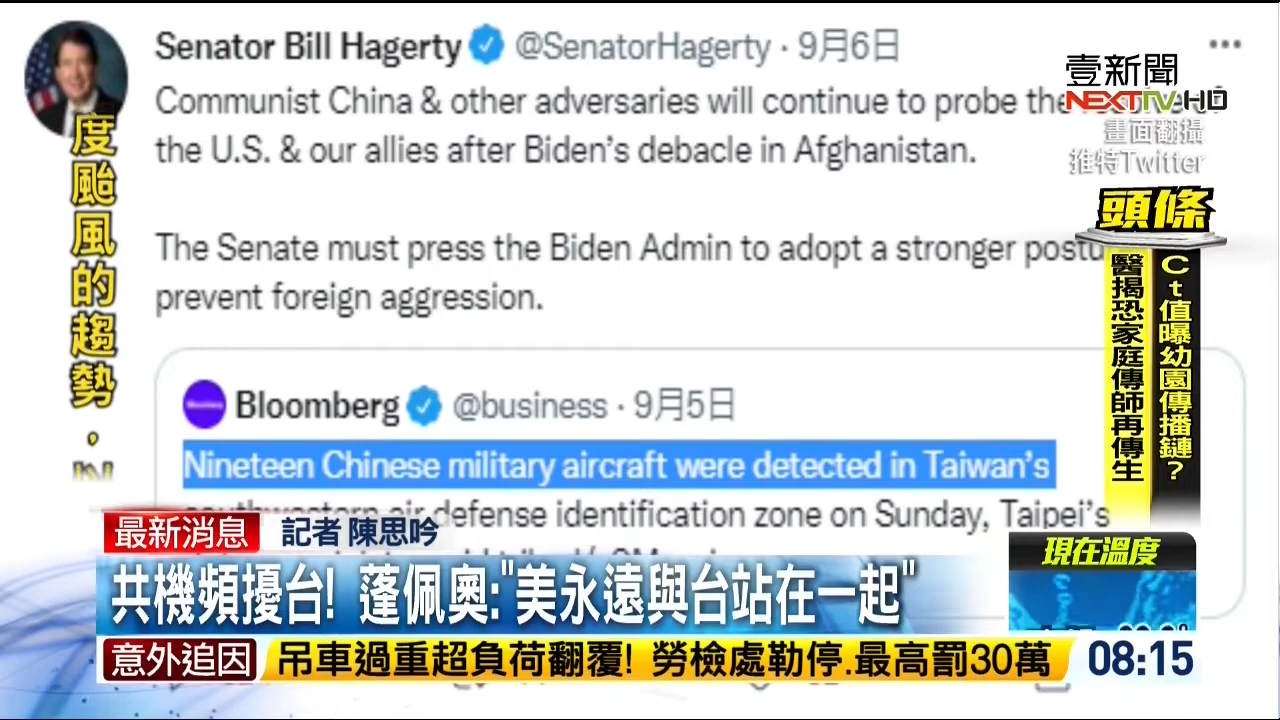 Senator Bill Hagerty @SenatorHagerty · 9月6日
Communist China & other adversaries will continue to probe the
the U.S. & our allies after Biden's debacle in Afghanistan.
The Senate must press the Biden Admin to adopt a stronger
prevent foreign aggression.
Bloomberg @business · 9月5日
Nineteen Chinese military aircraft were detected in Taiwan's
southwestern air defense identification zone on Sunday, Taipei's
壹新聞
NEXTTV HD
畫面翻攝
推特Twitter
頭條
Ct值曝幼園傳播鏈?
醫揭恐家庭傳師再傳生
度颱風的趨勢,
最新消息 記者 陳思吟
共機頻擾台! 蓬佩奧:"美永遠與台站在一起"
意外追因 吊車過重超負荷翻覆! 勞檢處勒停.最高罰30萬
現在溫度
08:15